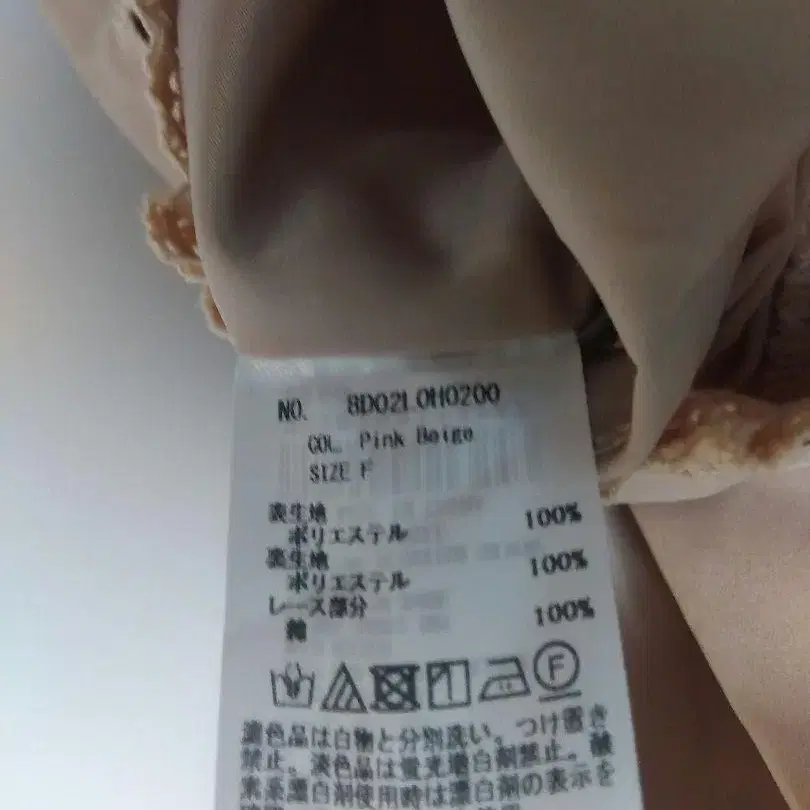 NO. 8D02L0H0200
COL. Pink Beige
SIZE F
表生地
ポリエステル 100%
裏生地
ポリエステル 100%
レース部分
綿 100%
F
濃色品は白物と分別洗い。つけ置き
禁止。淡色品は蛍光増白剤禁止。酸
素系漂白剤使用時は漂白剤の表示を